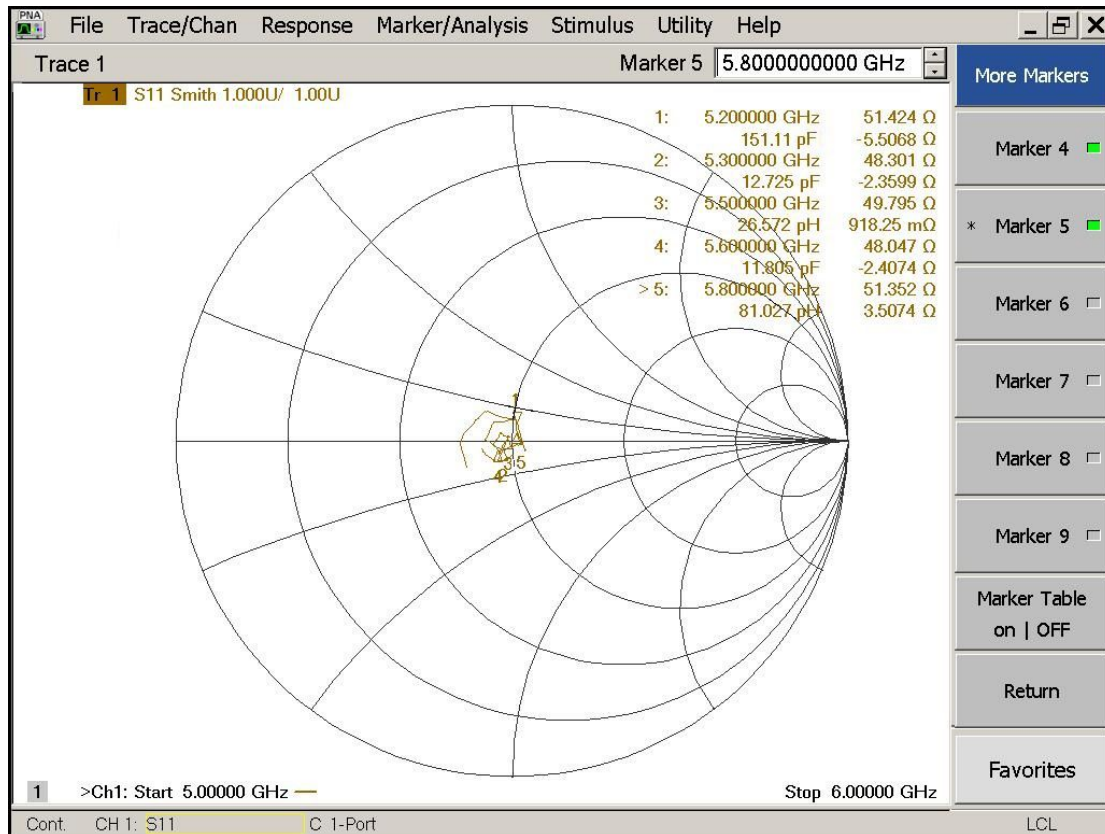 PNA File Trace/Chan Response Marker/Analysis Stimulus Utility Help
Trace 1 Marker 5 5.8000000000 GHz
Tr 1 S11 Smith 1.000U/ 1.00U
1: 5.200000 GHz 51.424 Ω
151.11 pF -5.5068 Ω
2: 5.300000 GHz 48.301 Ω
12.725 pF -2.3599 Ω
3: 5.500000 GHz 49.795 Ω
26.572 pH 918.25 mΩ
4: 5.600000 GHz 48.047 Ω
11.805 pF -2.4074 Ω
> 5: 5.800000 GHz 51.352 Ω
81.027 pH 3.5074 Ω
1
3 5
4 2
1 >Ch1: Start 5.00000 GHz Stop 6.00000 GHz
Cont. CH 1: S11 C 1-Port LCL
More Markers
Marker 4
* Marker 5
Marker 6
Marker 7
Marker 8
Marker 9
Marker Table
on | OFF
Return
Favorites